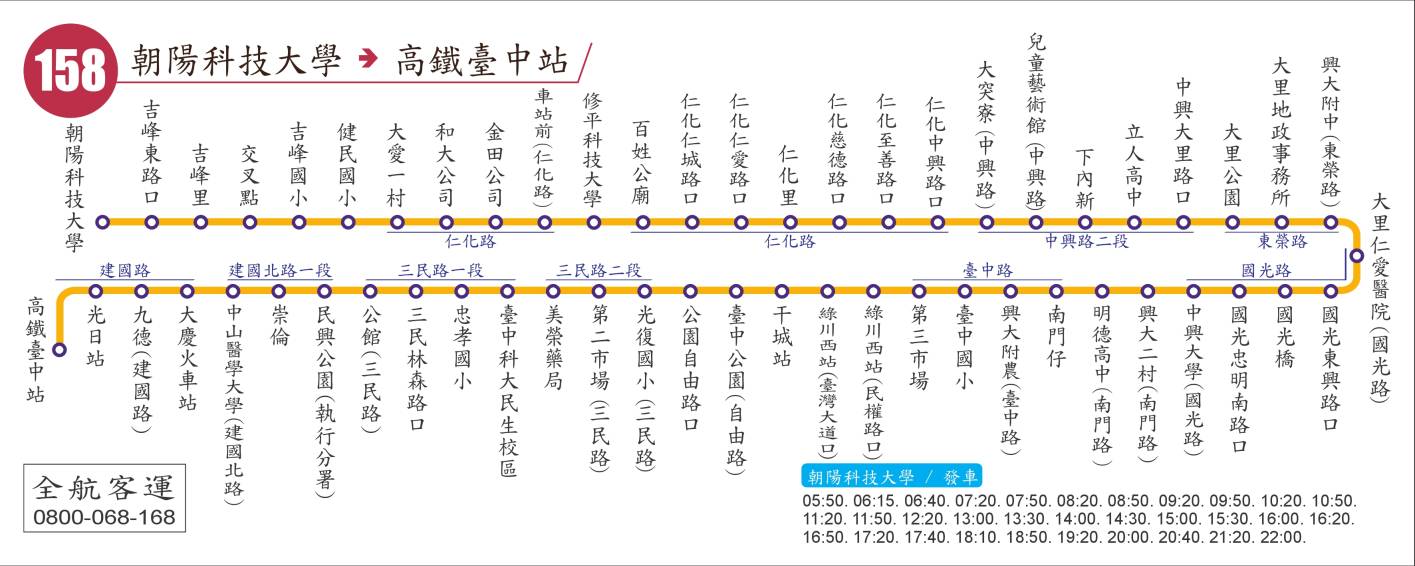 158
朝陽科技大學 ➔ 高鐵臺中站
朝陽科技大學
吉峰東路口
吉峰里
交叉點
吉峰國小
健民國小
大愛一村
和大公司
金田公司
車站前(仁化路)
修平科技大學
百姓公廟
仁化仁城路口
仁化仁愛路口
仁化里
仁化慈德路口
仁化至善路口
仁化中興路口
大突寮(中興路)
兒童藝術館(中興路)
下內新
立人高中
中興大里路口
大里公園
大里地政事務所
興大附中(東榮路)
大里仁愛醫院(國光路)
仁化路
仁化路
中興路二段
東榮路
建國路
建國北路一段
三民路一段
三民路二段
臺中路
國光路
高鐵臺中站
光日站
九德(建國路)
大慶火車站
中山醫學大學(建國北路)
崇倫
民興公園(執行分署)
公館(三民路)
三民林森路口
忠孝國小
臺中科大民生校區
美榮藥局
第二市場(三民路)
光復國小(三民路)
公園自由路口
臺中公園(自由路)
干城站
綠川西站(臺灣大道口)
綠川西站(民權路口)
第三市場
臺中國小
興大附農(臺中路)
南門仔
明德高中(南門路)
興大二村(南門路)
中興大學(國光路)
國光忠明南路口
國光橋
國光東興路口
全航客運
0800-068-168
朝陽科技大學 / 發車
05:50. 06:15. 06:40. 07:20. 07:50. 08:20. 08:50. 09:20. 09:50. 10:20. 10:50.
11:20. 11:50. 12:20. 13:00. 13:30. 14:00. 14:30. 15:00. 15:30. 16:00. 16:20.
16:50. 17:20. 17:40. 18:10. 18:50. 19:20. 20:00. 20:40. 21:20. 22:00.